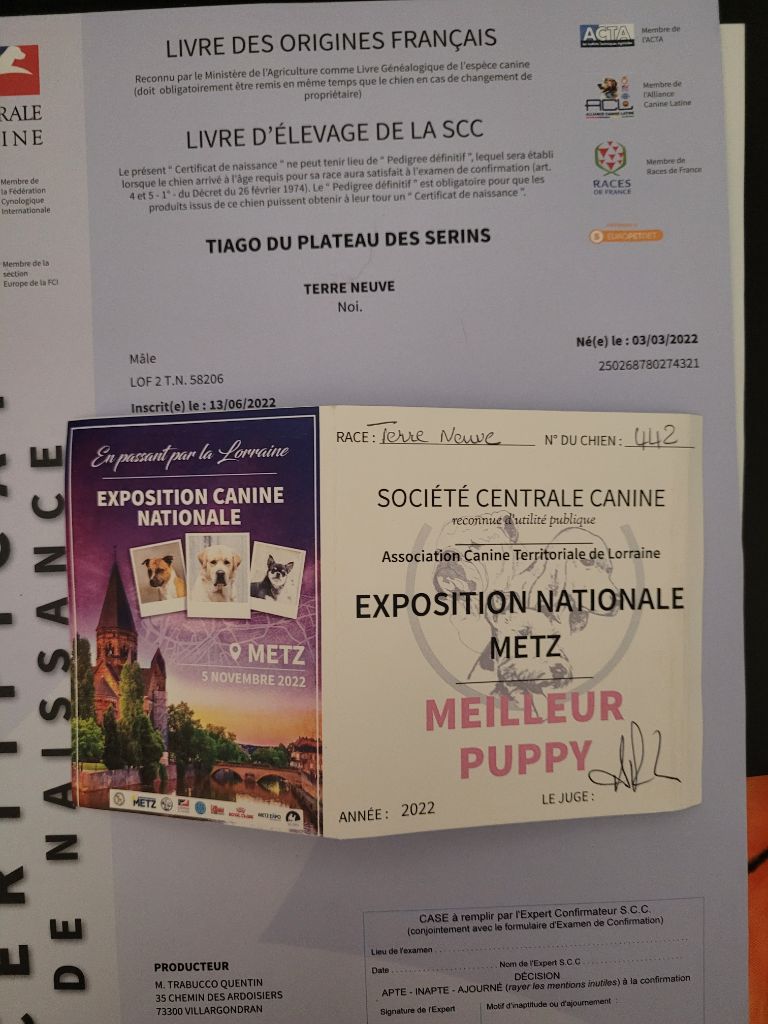 LIVRE DES ORIGINES FRANÇAIS
Reconnu par le Ministère de l'Agriculture comme Livre Généalogique de l'espèce canine
(doit obligatoirement être remis en même temps que le chien en cas de changement de
propriétaire)
LIVRE D'ÉLEVAGE DE LA SCC
Le présent " Certificat de naissance " ne peut tenir lieu de " Pedigree définitif ", lequel sera établi
lorsque le chien arrivé à l'âge requis pour sa race aura satisfait à l'examen de confirmation (art.
4 et 5 - 1° - du Décret du 26 février 1974). Le " Pedigree définitif " est obligatoire pour que les
produits issus de ce chien puissent obtenir à leur tour un " Certificat de naissance ".
RALE
INE
Membre de
la Fédération
Cynologique
Internationale
Membre de la
section
Europe de la FCI
ACTA
Membre de
l'ACTA
ACL
ALLIANCE CANINE LATINE
Membre de
l'Alliance
Canine Latine
RACES
DE FRANCE
Membre de
Races de France
EUROPETNET
TIAGO DU PLATEAU DES SERINS
TERRE NEUVE
Noi.
Né(e) le : 03/03/2022
250268780274321
Mâle
LOF 2 T.N. 58206
Inscrit(e) le : 13/06/2022
DE NAISSANCE
En passant par la Lorraine
EXPOSITION CANINE
NATIONALE
METZ
5 NOVEMBRE 2022
METZ
ROYAL CANIN
METZ EXPO
RACE : Terre Neuve N° DU CHIEN : 442
SOCIÉTÉ CENTRALE CANINE
reconnue d'utilité publique
Association Canine Territoriale de Lorraine
EXPOSITION NATIONALE
METZ
MEILLEUR
PUPPY
LE JUGE :
ANNÉE : 2022
PRODUCTEUR
M. TRABUCCO QUENTIN
35 CHEMIN DES ARDOISIERS
73300 VILLARGONDRAN
CASE à remplir par l'Expert Confirmateur S.C.C.
(conjointement avec le formulaire d'Examen de Confirmation)
Lieu de l'examen
Date Nom de l'Expert S.C.C
DÉCISION
APTE - INAPTE - AJOURNÉ (rayer les mentions inutiles) à la confirmation
Signature de l'Expert Motif d'inaptitude ou d'ajournement :